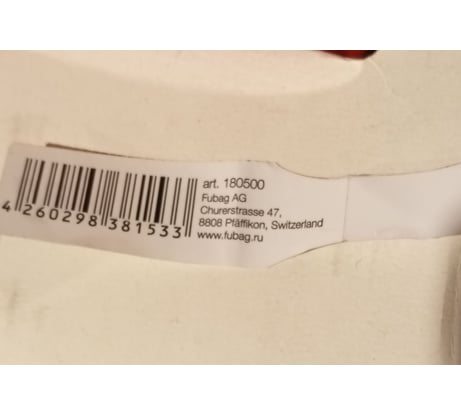 art. 180500
Fubag AG
Churerstrasse 47,
8808 Pfäffikon, Switzerland
www.fubag.ru
4 260298 381533